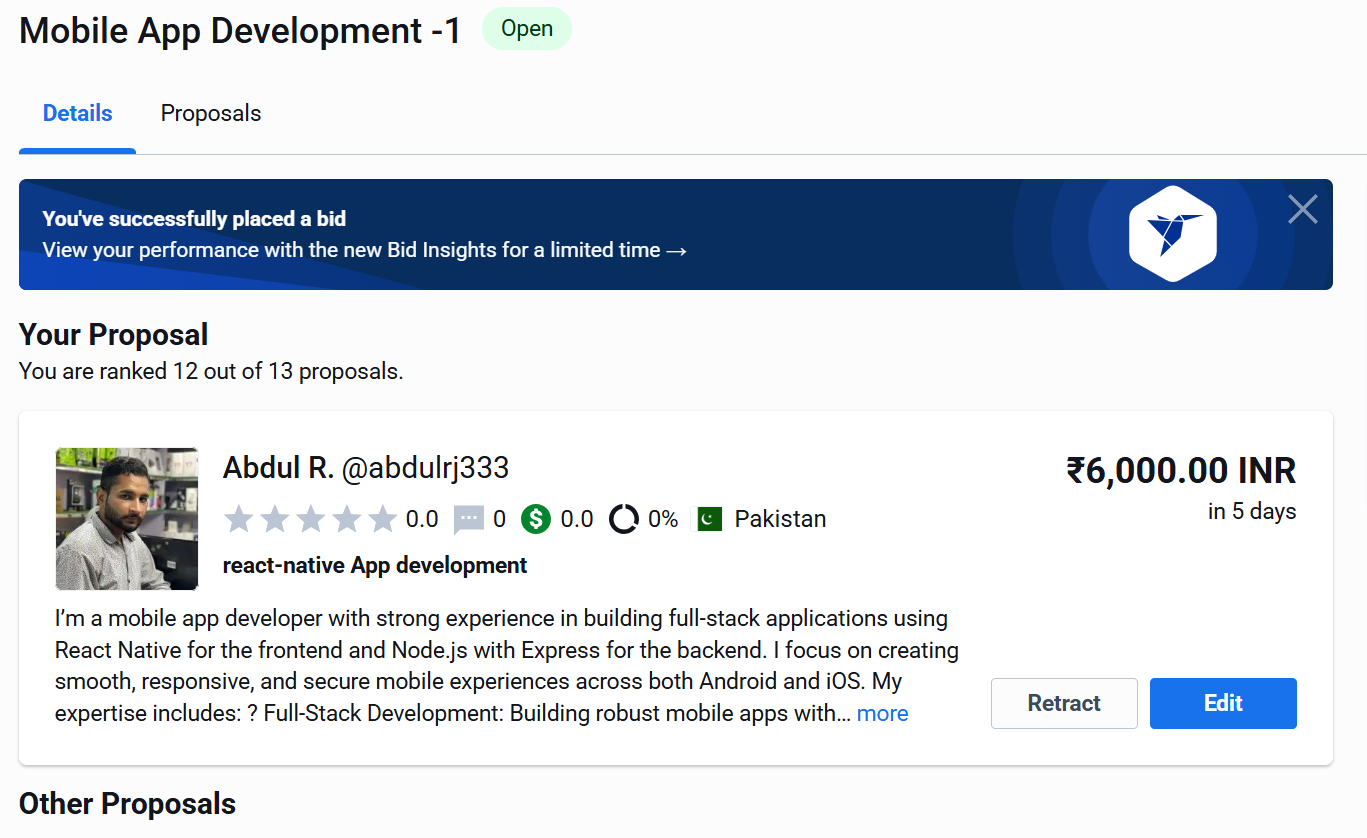 Mobile App Development -1 Open
Details Proposals
You've successfully placed a bid
View your performance with the new Bid Insights for a limited time →
Your Proposal
You are ranked 12 out of 13 proposals.
Abdul R. @abdulrj333
₹6,000.00 INR
0.0 0 0.0 0% Pakistan
in 5 days
react-native App development
I’m a mobile app developer with strong experience in building full-stack applications using
React Native for the frontend and Node.js with Express for the backend. I focus on creating
smooth, responsive, and secure mobile experiences across both Android and iOS. My
expertise includes: ? Full-Stack Development: Building robust mobile apps with... more
Retract Edit
Other Proposals